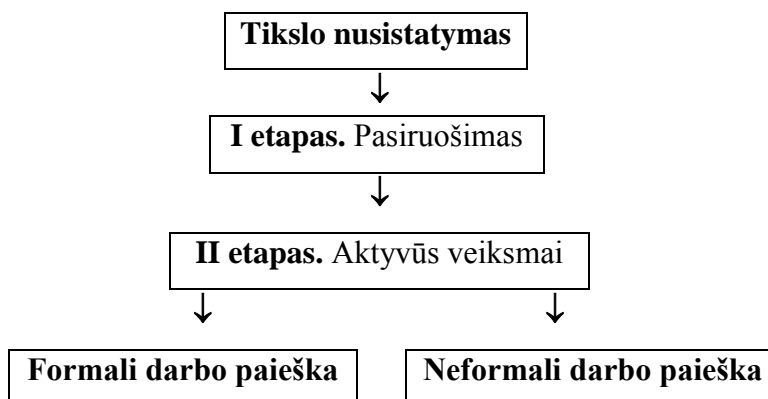 Tikslo nusistatymas
I etapas. Pasiruošimas
II etapas. Aktyvūs veiksmai
Formali darbo paieška
Neformali darbo paieška